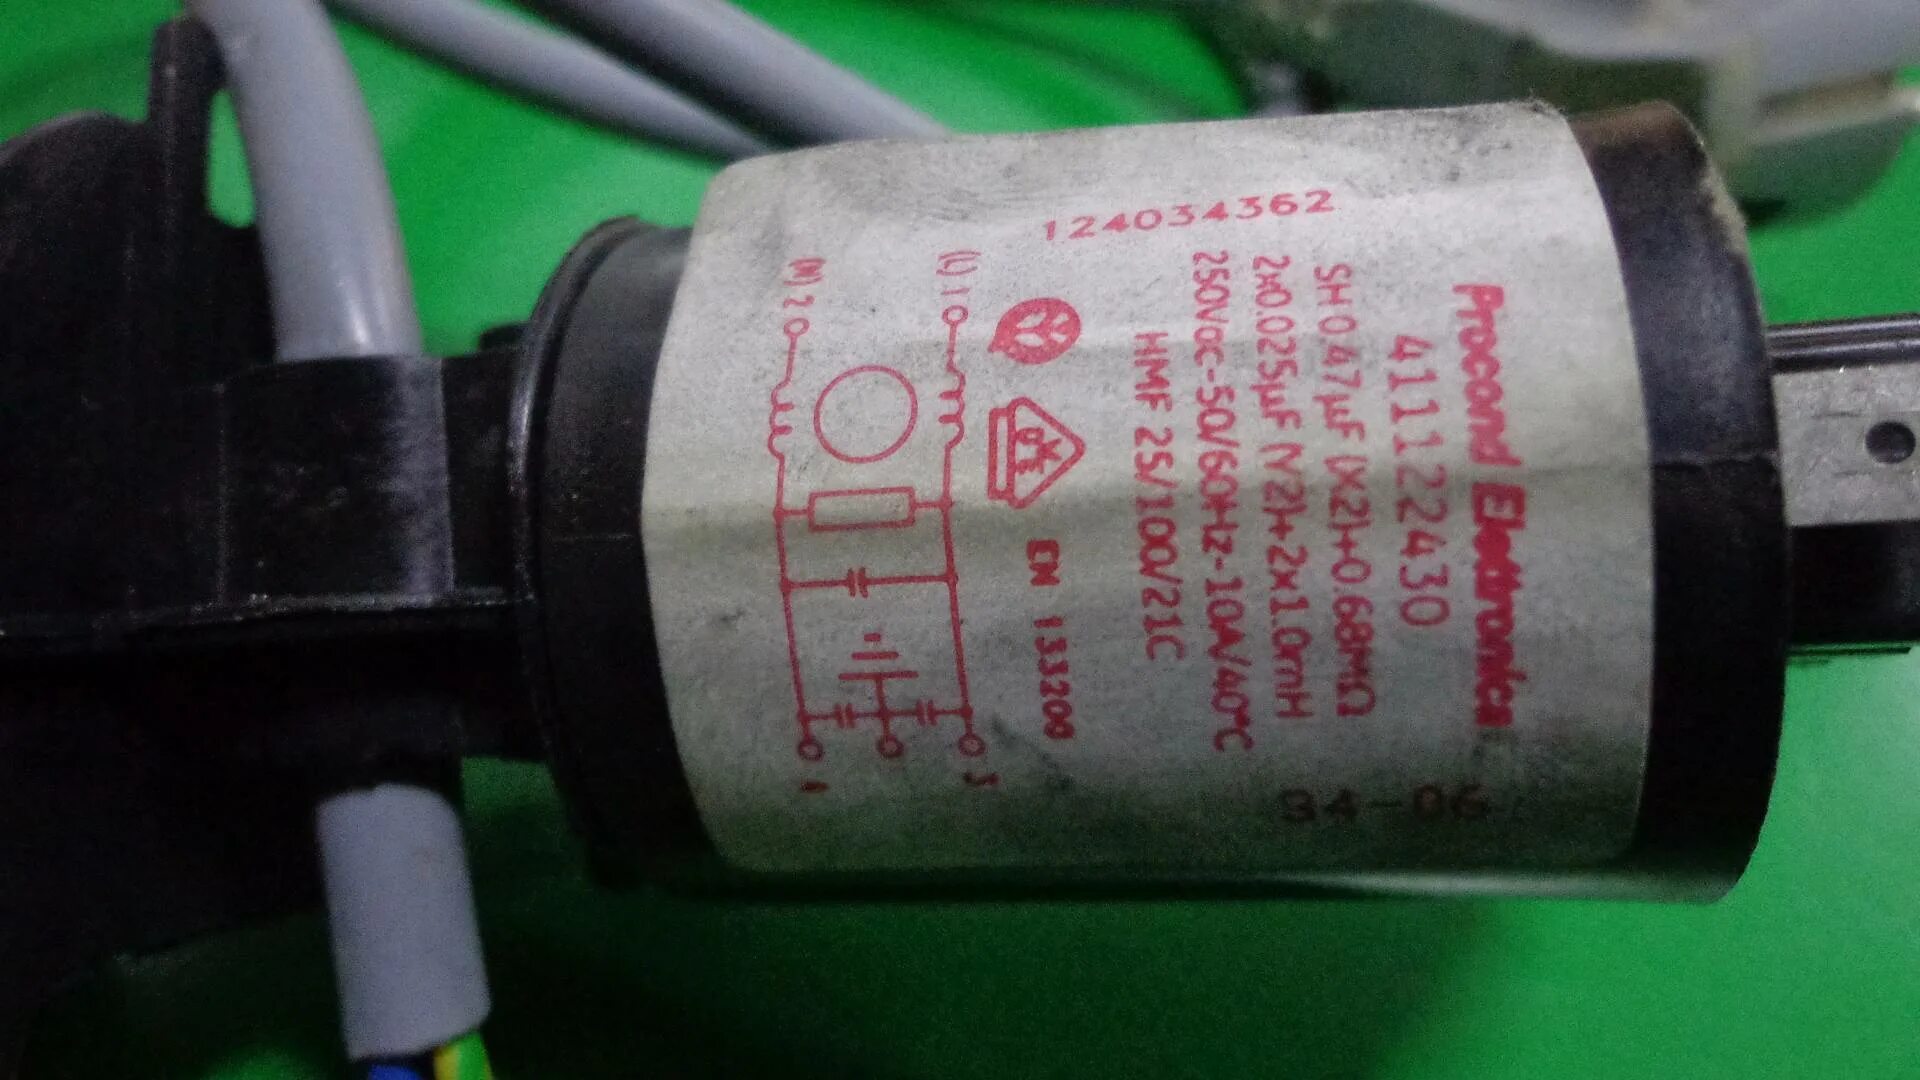 124034362
Procond Elettronica
411122430
SH 0.47µF (X2)+0.68MΩ
2x0.025µF (Y2)+2x1.0mH
250Vac-50/60Hz-10A/40°C
HMF 25/100/21C
EN 133200
(L) 1
(N) 2
3
34-06